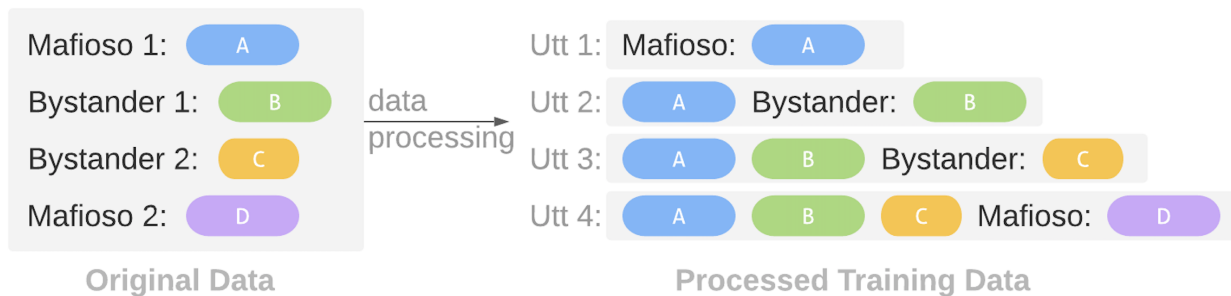 Mafioso 1: A
Bystander 1: B
Bystander 2: C
Mafioso 2: D
Original Data
data
processing
Utt 1: Mafioso: A
Utt 2: A Bystander: B
Utt 3: A B Bystander: C
Utt 4: A B C Mafioso: D
Processed Training Data